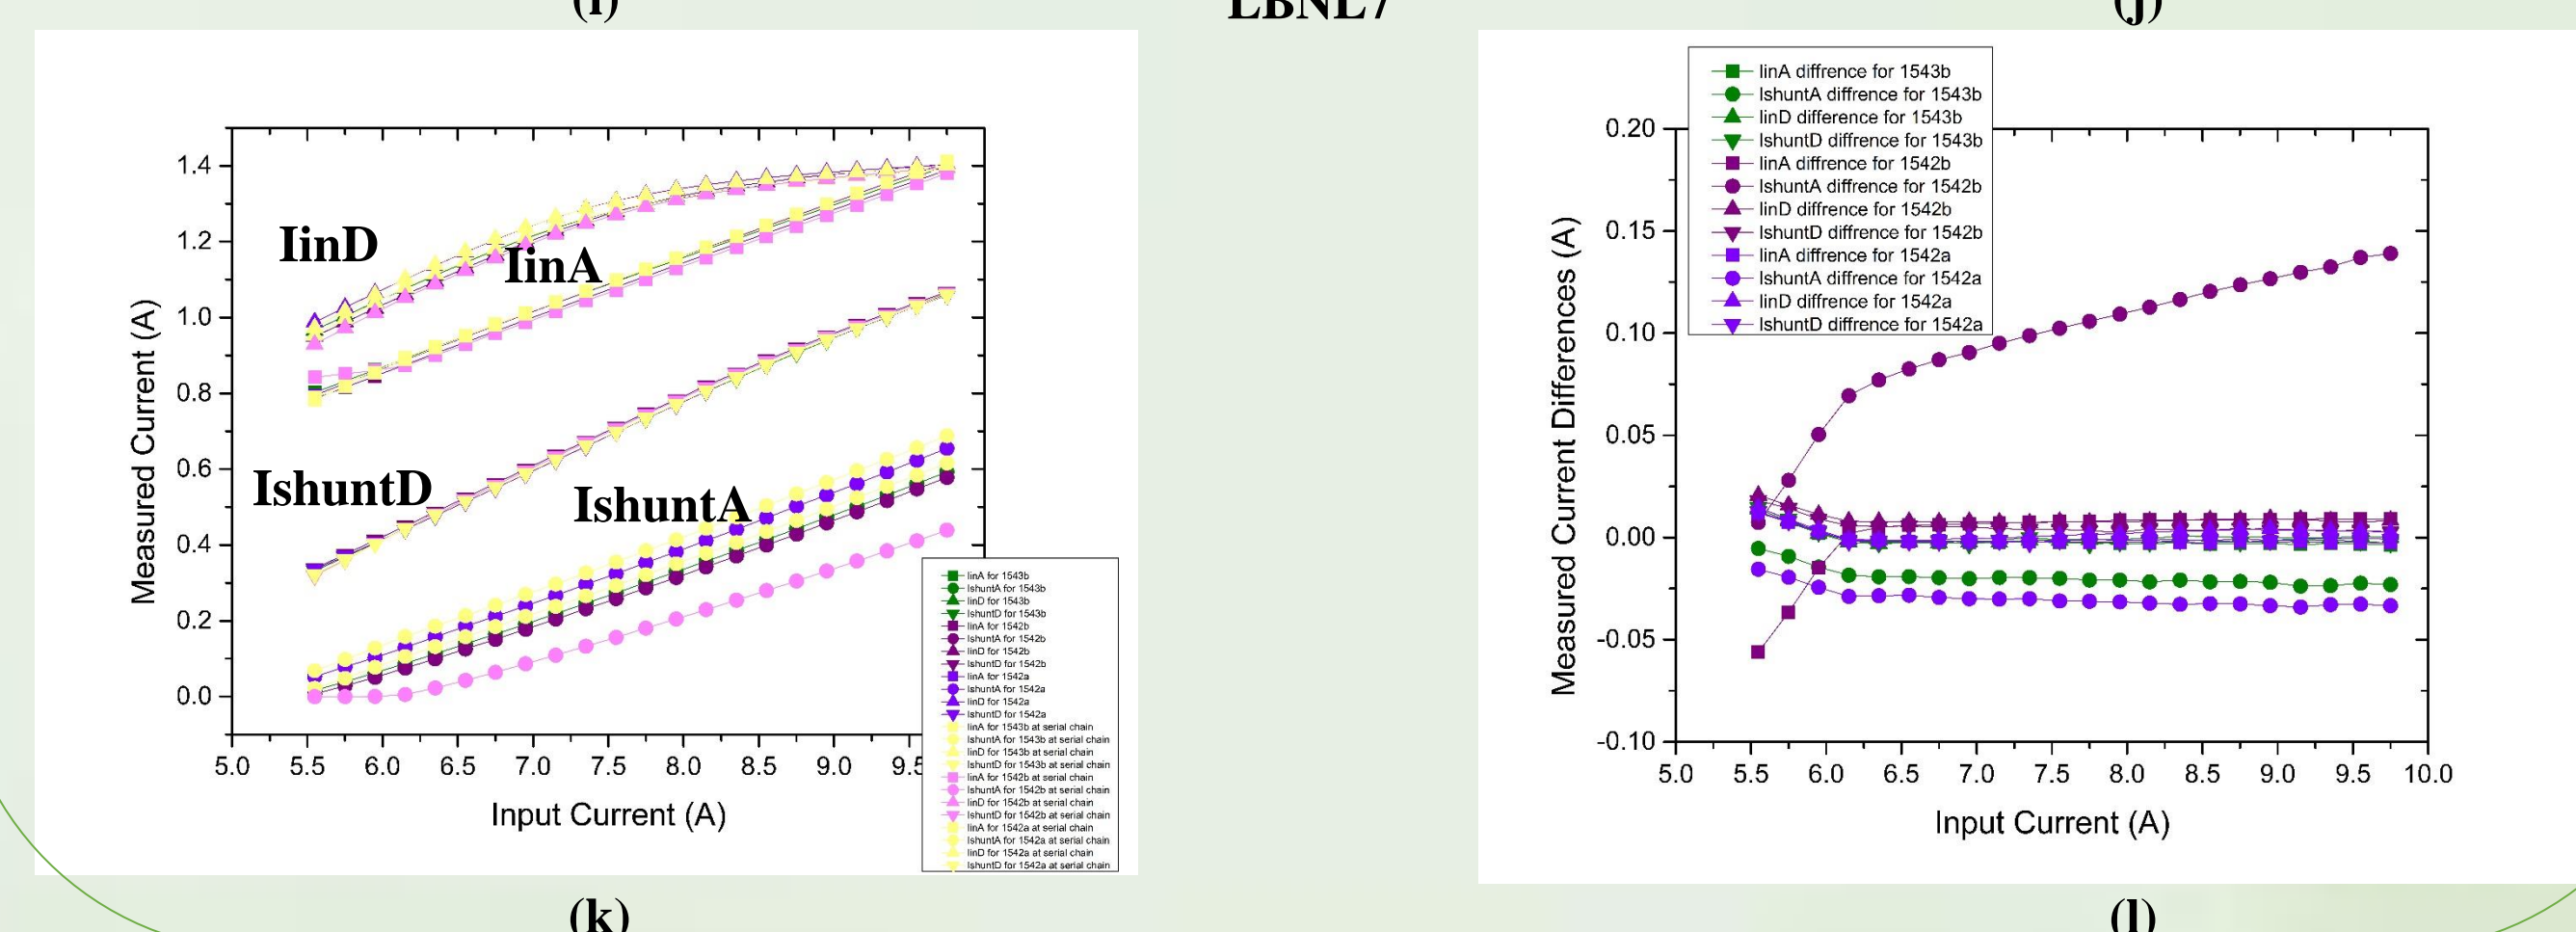 (i)
LBNL7
(j)
1.4
1.2
1.0
0.8
0.6
0.4
0.2
0.0
5.0
5.5
6.0
6.5
7.0
7.5
8.0
8.5
9.0
9.5
Measured Current (A)
Input Current (A)
IinD
IinA
IshuntD
IshuntA
IinA for 1543b
IshuntA for 1543b
IinD for 1543b
IshuntD for 1543b
IinA for 1542b
IshuntA for 1542b
IinD for 1542b
IshuntD for 1542b
IinA for 1542a
IshuntA for 1542a
IinD for 1542a
IshuntD for 1542a
IinA for 1543b at serial chain
IshuntA for 1543b at serial chain
IinD for 1543b at serial chain
IshuntD for 1543b at serial chain
IinA for 1542b at serial chain
IshuntA for 1542b at serial chain
IinD for 1542b at serial chain
IshuntD for 1542b at serial chain
IinA for 1542a at serial chain
IshuntA for 1542a at serial chain
IinD for 1542a at serial chain
IshuntD for 1542a at serial chain
(k)
IinA diffrence for 1543b
IshuntA diffrence for 1543b
IinD difference for 1543b
IshuntD difference for 1543b
IinA diffrence for 1542b
IshuntA diffrence for 1542b
IinD diffrence for 1542b
IshuntD diffrence for 1542b
IinA diffrence for 1542a
IshuntA diffrence for 1542a
IinD diffrence for 1542a
IshuntD diffrence for 1542a
0.20
0.15
0.10
0.05
0.00
-0.05
-0.10
5.0
5.5
6.0
6.5
7.0
7.5
8.0
8.5
9.0
9.5
10.0
Measured Current Differences (A)
Input Current (A)
(l)